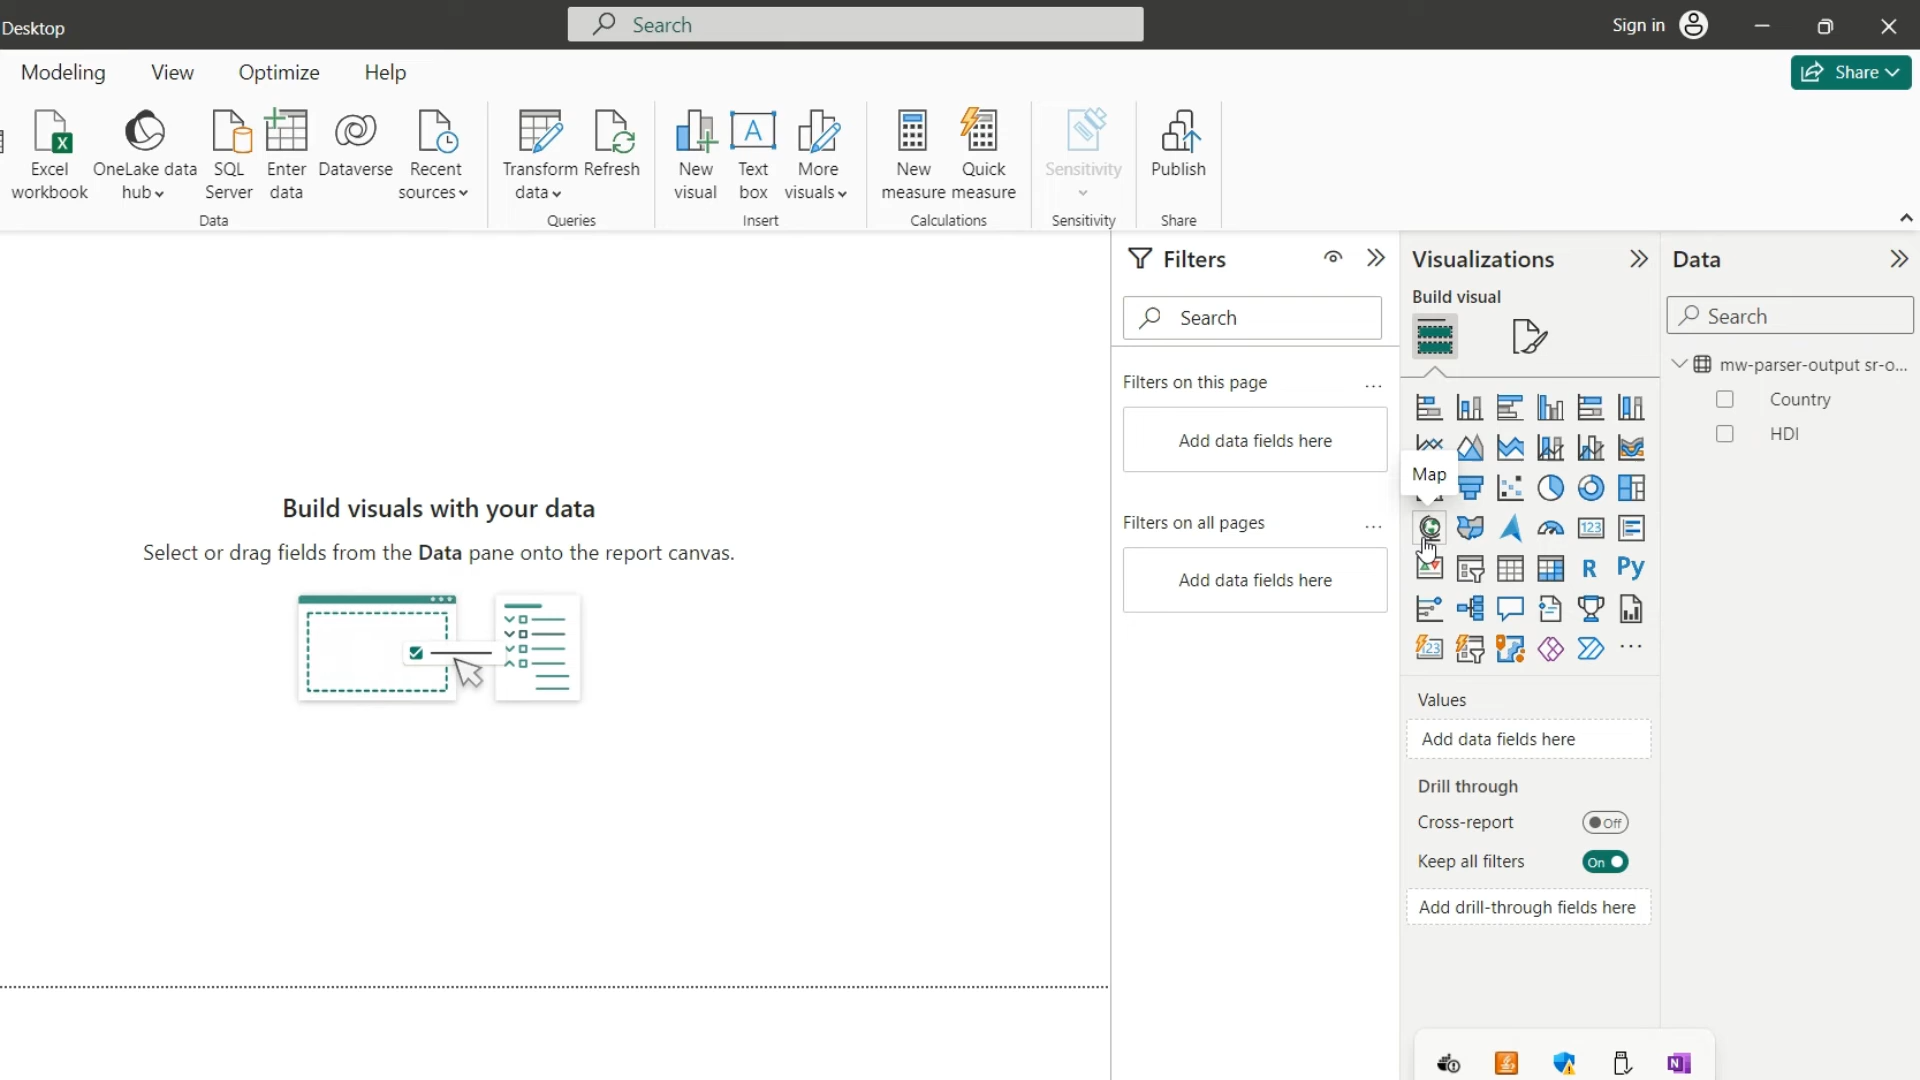 Desktop
Search
Sign in
Modeling View Optimize Help
Share
Excel workbook
OneLake data hub
SQL Server
Enter data
Dataverse
Recent sources
Transform data
Refresh
New visual
Text box
More visuals
New measure
Quick measure
Sensitivity
Publish
Data
Queries
Insert
Calculations
Sensitivity
Share
Build visuals with your data
Select or drag fields from the Data pane onto the report canvas.
Filters
Search
Filters on this page
Add data fields here
Filters on all pages
Add data fields here
Visualizations
Build visual
Map
123
R
Py
123
Values
Add data fields here
Drill through
Cross-report Off
Keep all filters On
Add drill-through fields here
Data
Search
mw-parser-output sr-o...
Country
HDI